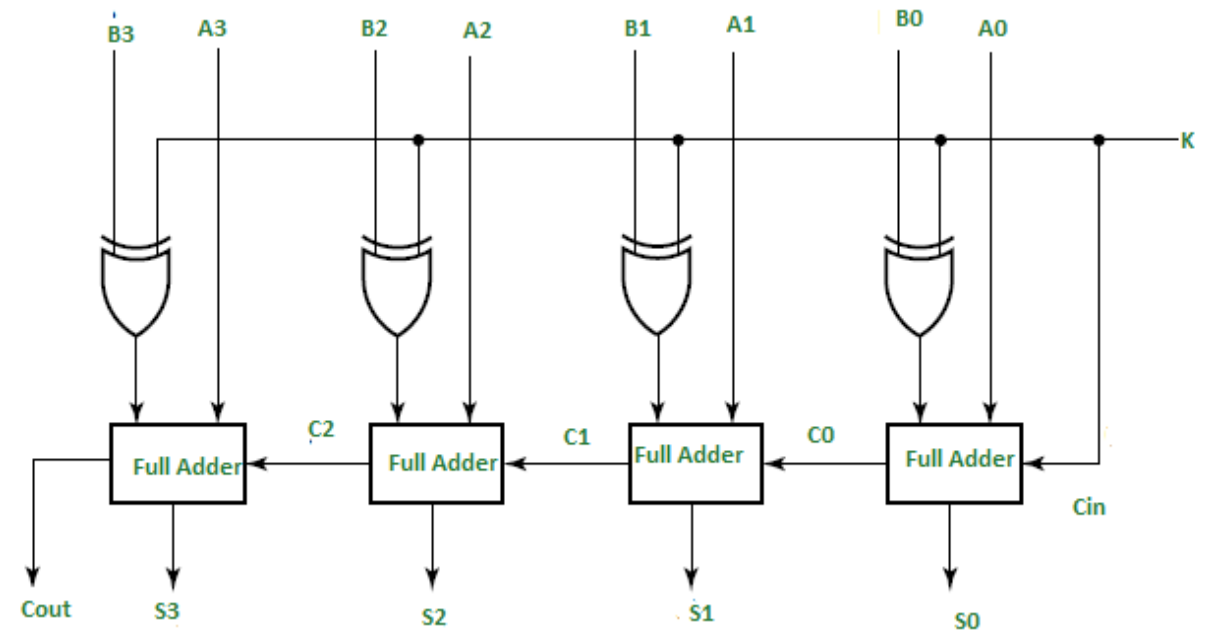 B3 A3 B2 A2 B1 A1 B0 A0
K
C2 C1 C0
Full Adder Full Adder Full Adder Full Adder
Cin
Cout S3 S2 S1 S0